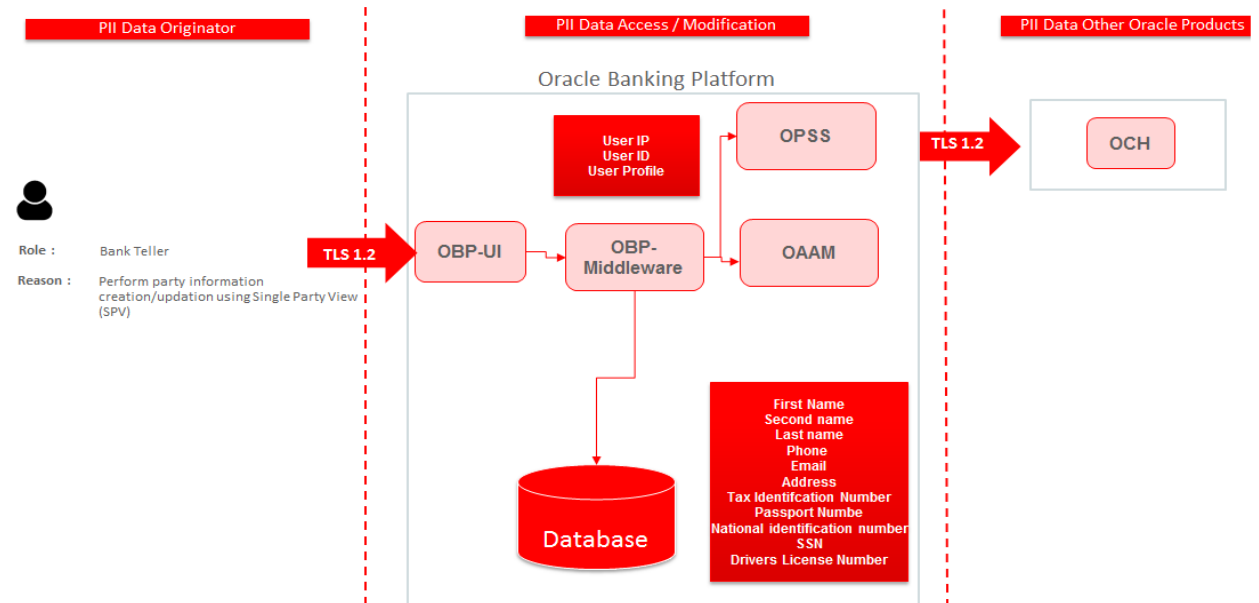 PII Data Originator
PII Data Access / Modification
PII Data Other Oracle Products
Oracle Banking Platform
User IP
User ID
User Profile
OPSS
TLS 1.2
OCH
Role :
Bank Teller
Reason :
Perform party information
creation/updation using Single Party View
(SPV)
TLS 1.2
OBP-UI
OBP-
Middleware
OAAM
Database
First Name
Second name
Last name
Phone
Email
Address
Tax Identifcation Number
Passport Numbe
National identification number
SSN
Drivers License Number